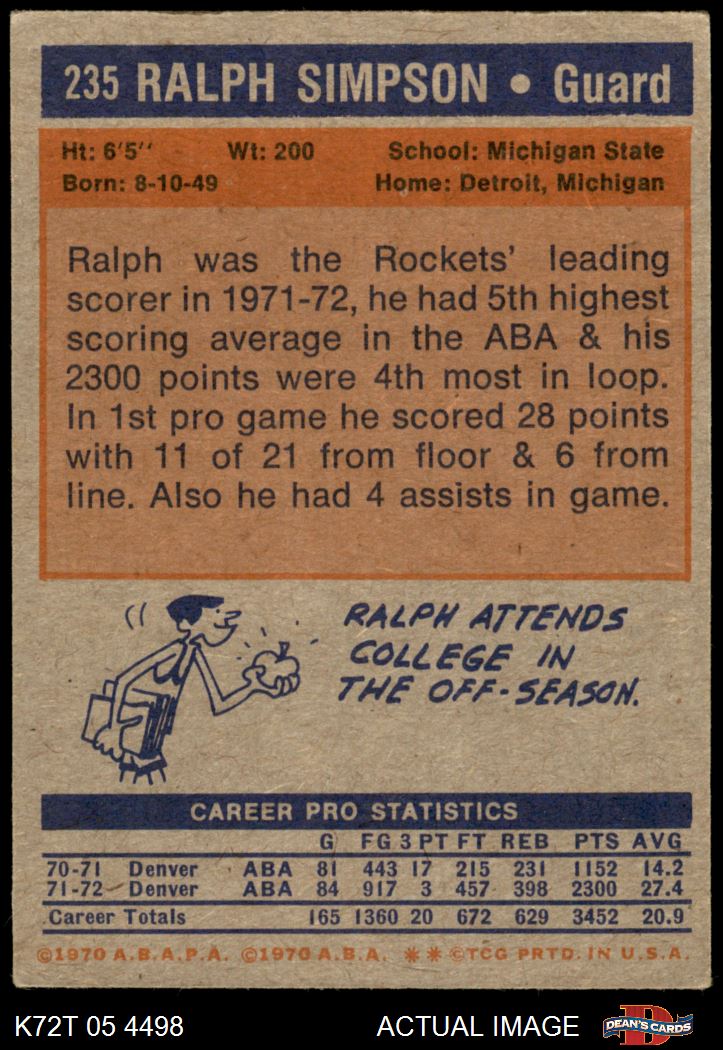 235 RALPH SIMPSON • Guard
Ht: 6'5'' Wt: 200 School: Michigan State
Born: 8-10-49 Home: Detroit, Michigan
Ralph was the Rockets' leading
scorer in 1971-72, he had 5th highest
scoring average in the ABA & his
2300 points were 4th most in loop.
In 1st pro game he scored 28 points
with 11 of 21 from floor & 6 from
line. Also he had 4 assists in game.
RALPH ATTENDS
COLLEGE IN
THE OFF-SEASON.
CAREER PRO STATISTICS
G FG 3 PT FT REB PTS AVG
70-71 Denver ABA 81 443 17 215 231 1152 14.2
71-72 Denver ABA 84 917 3 457 398 2300 27.4
Career Totals 165 1360 20 672 629 3452 20.9
©1970 A.B.A.P.A. ©1970 A.B.A. ** ©TCG PRTD. IN U.S.A.
K72T 05 4498 ACTUAL IMAGE D DEAN'S CARDS